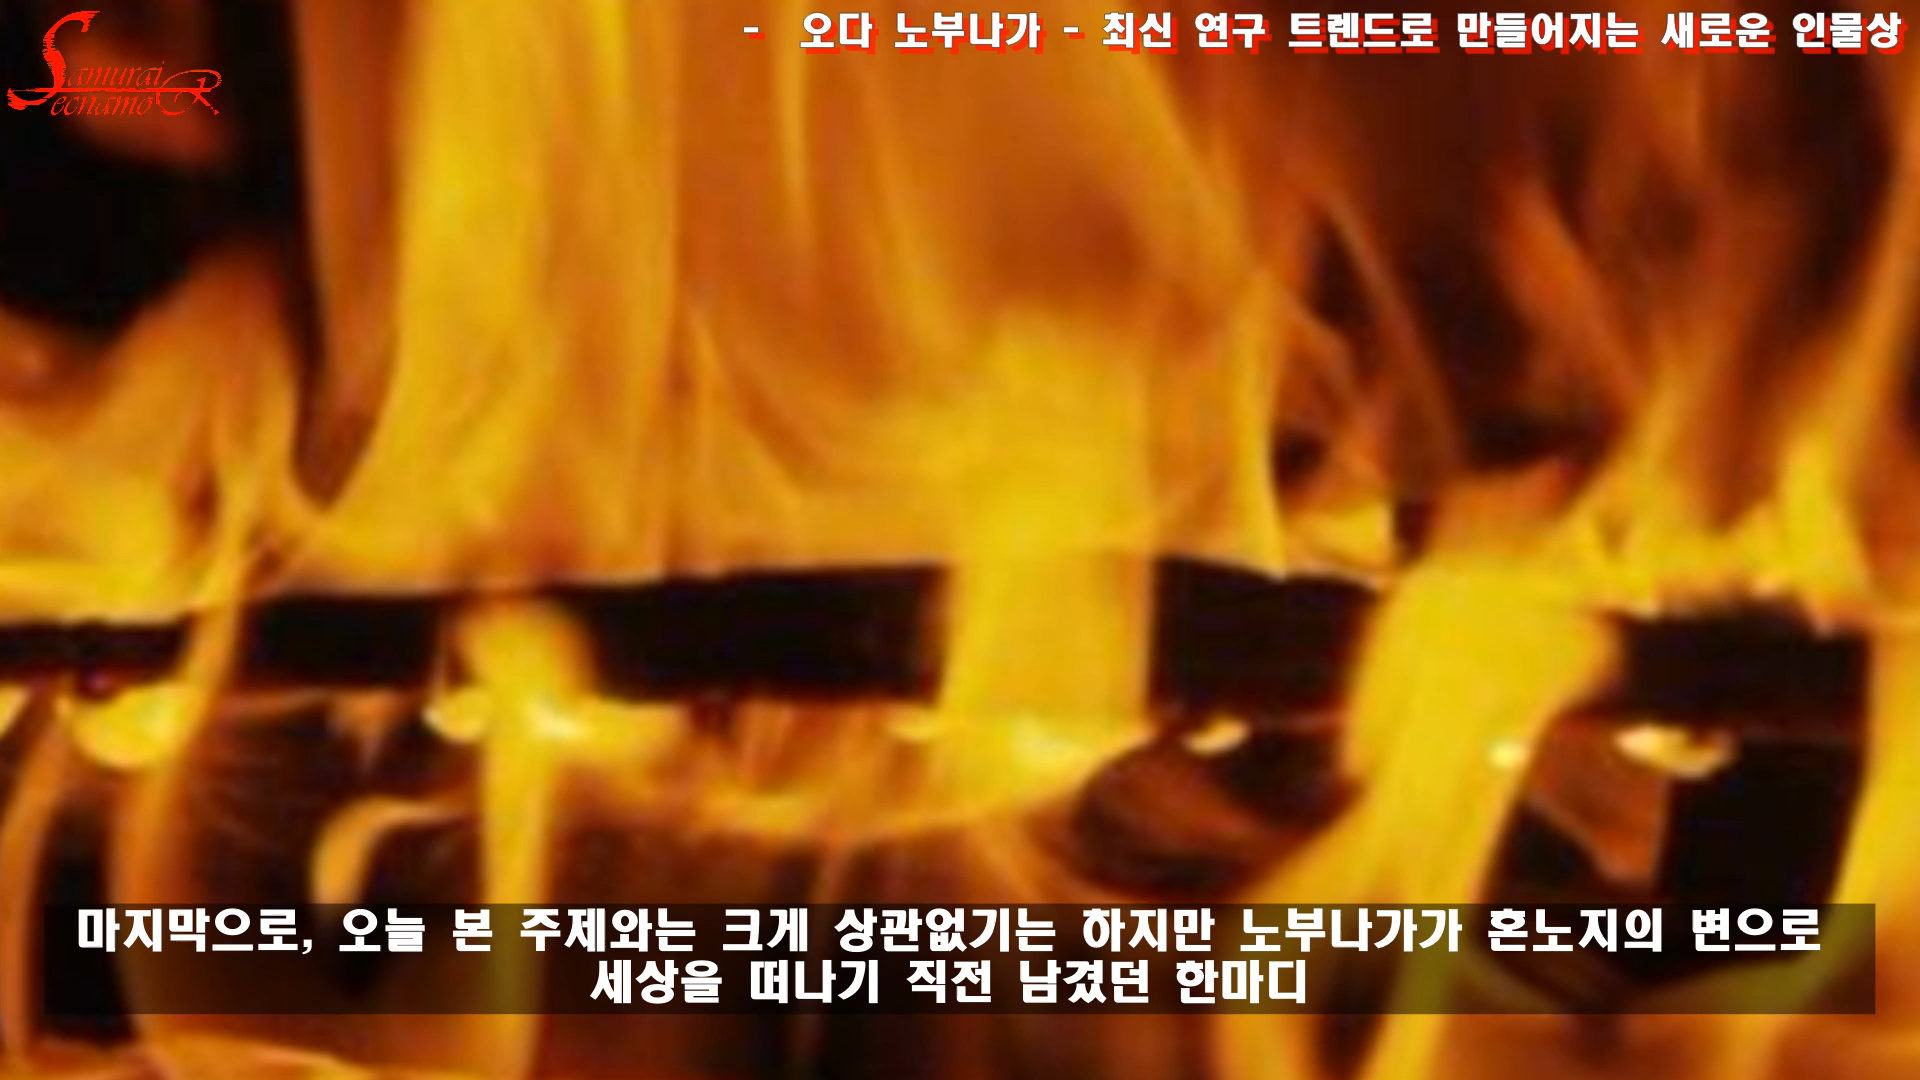 - 오다 노부나가 - 최신 연구 트렌드로 만들어지는 새로운 인물상
Samurai
Recnamo
마지막으로, 오늘 본 주제와는 크게 상관없기는 하지만 노부나가가 혼노지의 변으로
세상을 떠나기 직전 남겼던 한마디